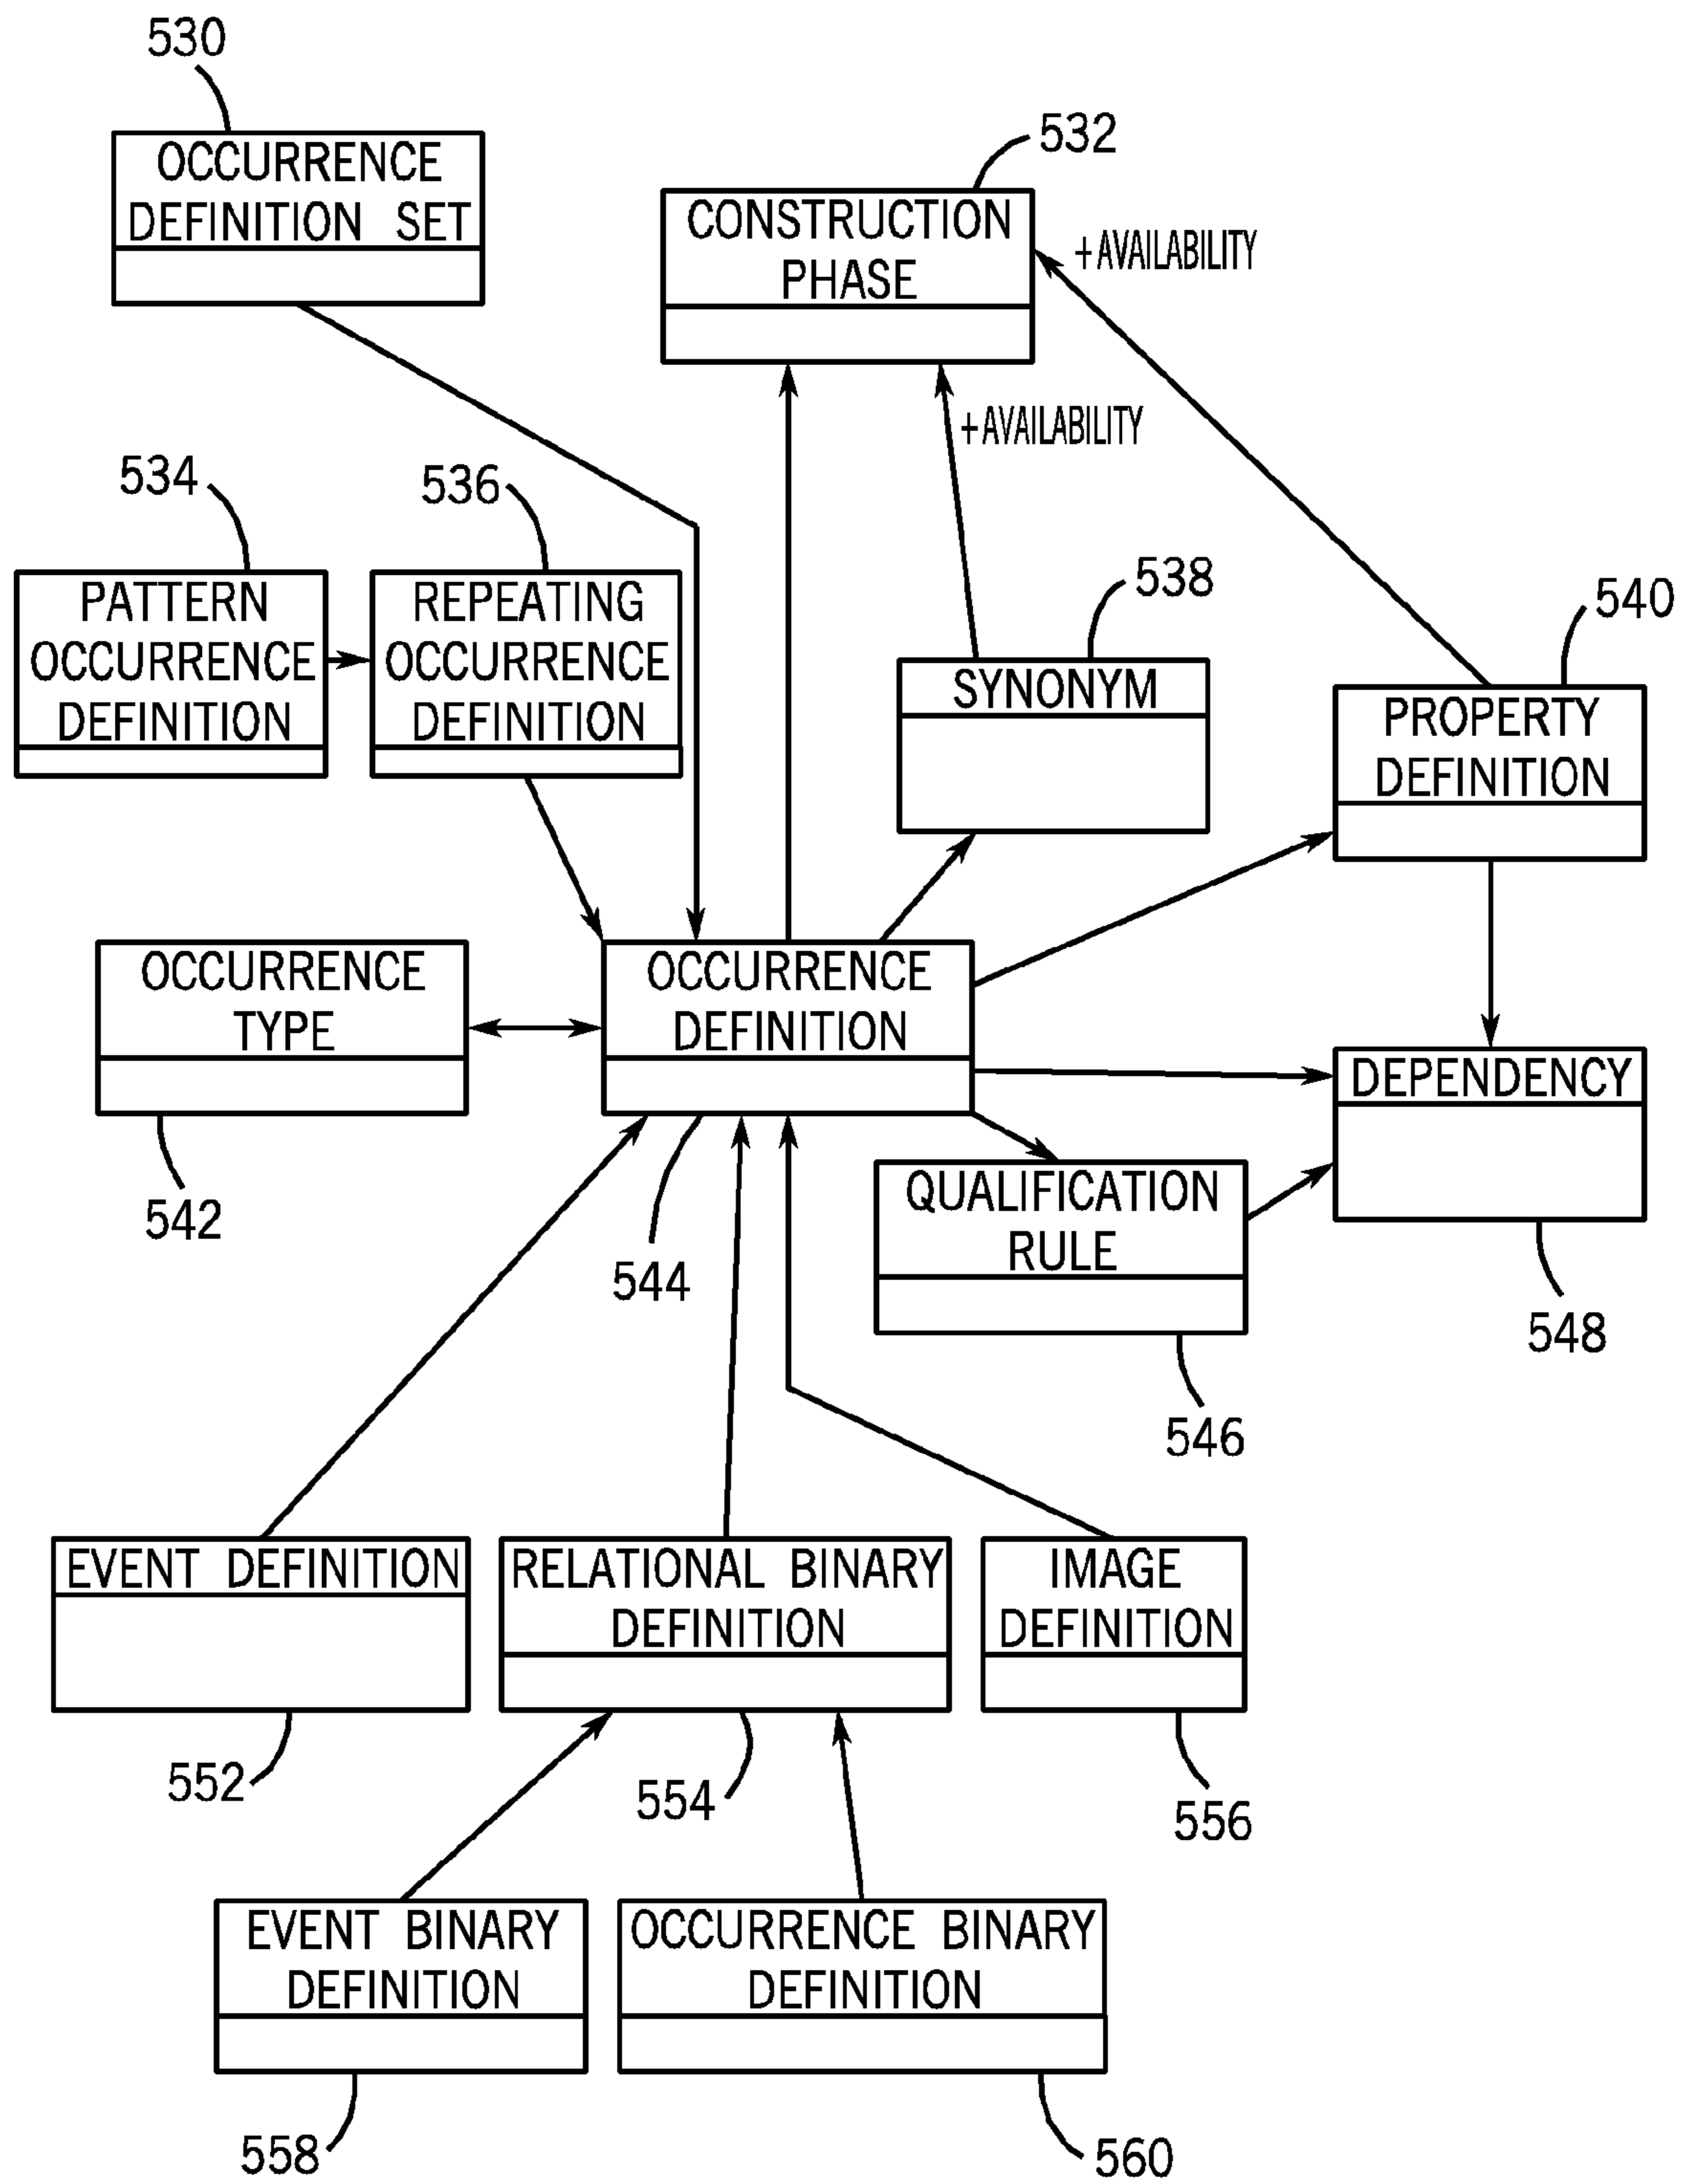 530
OCCURRENCE
DEFINITION SET
532
CONSTRUCTION
PHASE
+AVAILABILITY
+AVAILABILITY
534
PATTERN
OCCURRENCE
DEFINITION
536
REPEATING
OCCURRENCE
DEFINITION
538
SYNONYM
540
PROPERTY
DEFINITION
OCCURRENCE
TYPE
542
OCCURRENCE
DEFINITION
544
DEPENDENCY
548
QUALIFICATION
RULE
546
EVENT DEFINITION
552
RELATIONAL BINARY
DEFINITION
554
IMAGE
DEFINITION
556
EVENT BINARY
DEFINITION
558
OCCURRENCE BINARY
DEFINITION
560